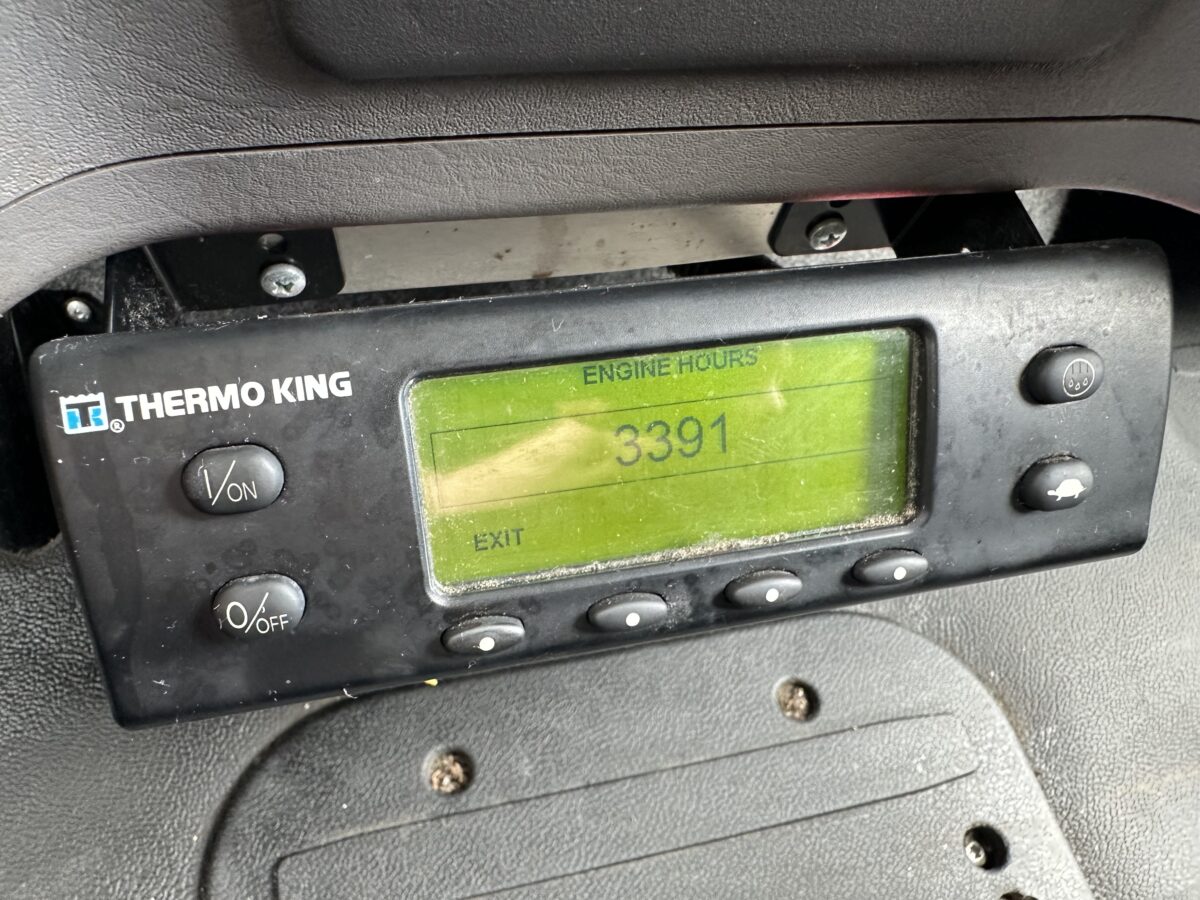 THERMO KING
®
ENGINE HOURS
3391
EXIT
I/ON
O/OFF